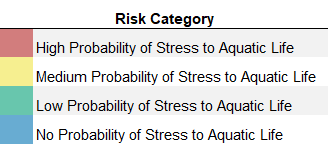 Risk Category
High Probability of Stress to Aquatic Life
Medium Probability of Stress to Aquatic Life
Low Probability of Stress to Aquatic Life
No Probability of Stress to Aquatic Life